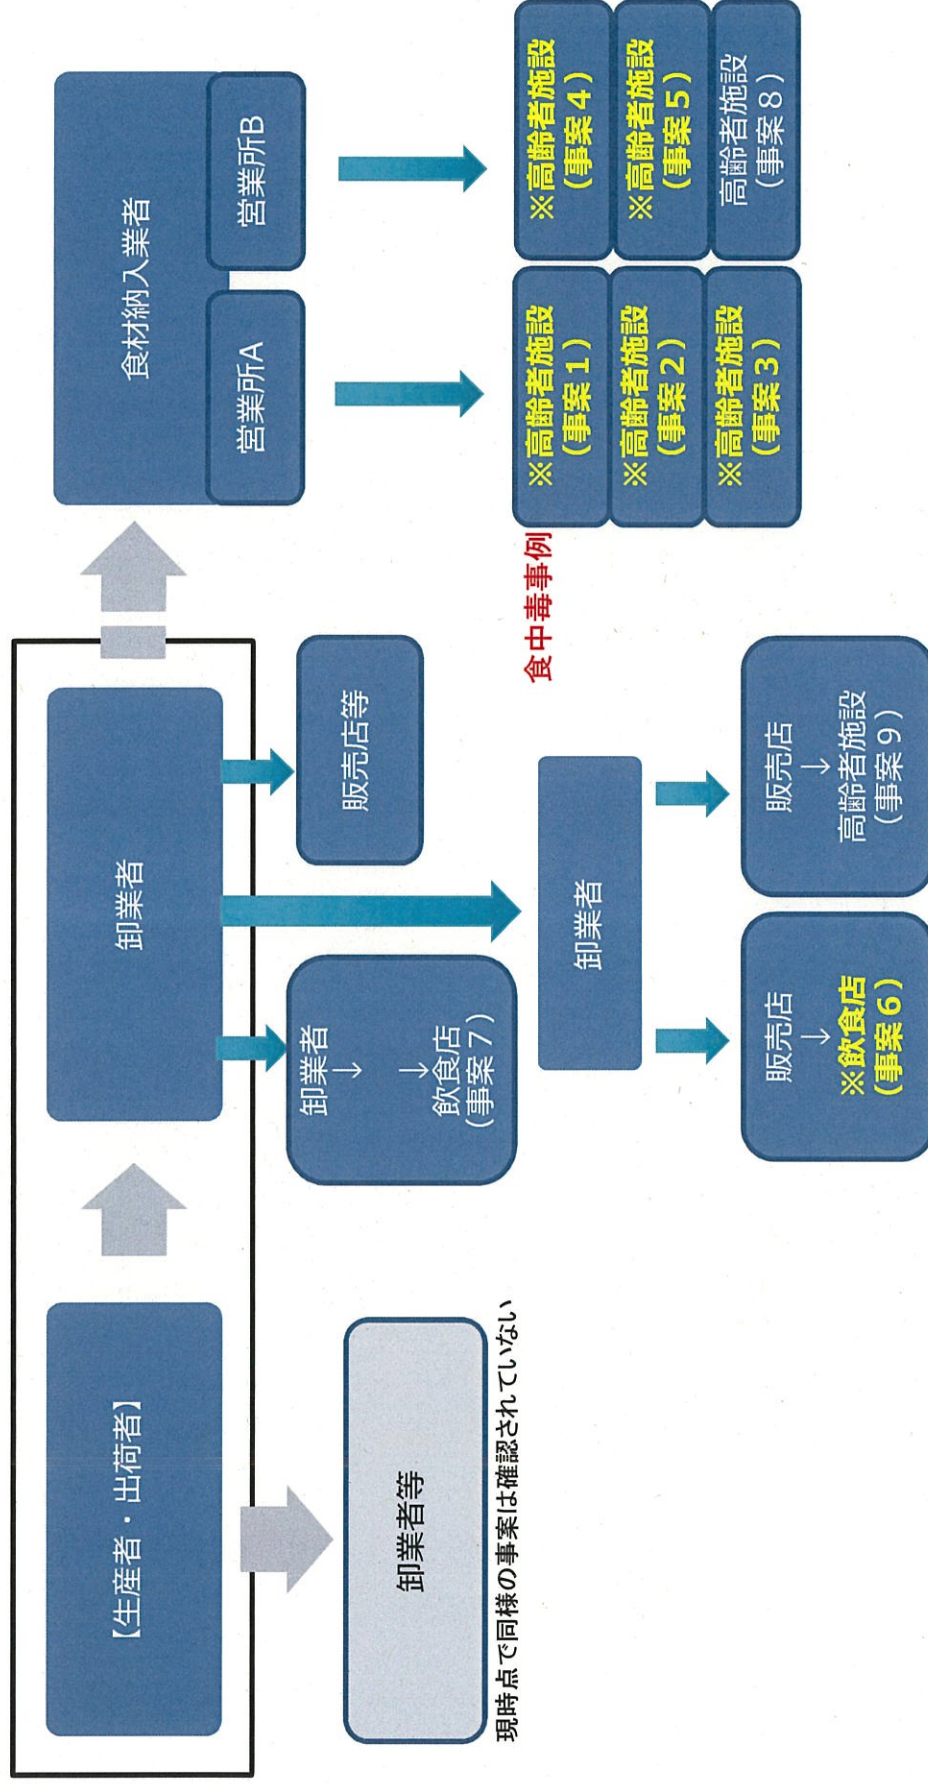 【生産者・出荷者】
卸業者等
現時点で同様の事案は確認されていない
卸業者
卸業者
↓
↓
飲食店
(事案7)
販売店等
卸業者
販売店
↓
※飲食店
(事案6)
販売店
↓
高齢者施設
(事案9)
食材納入業者
営業所A
営業所B
食中毒事例
※高齢者施設
(事案1)
※高齢者施設
(事案2)
※高齢者施設
(事案3)
※高齢者施設
(事案4)
※高齢者施設
(事案5)
高齢者施設
(事案8)